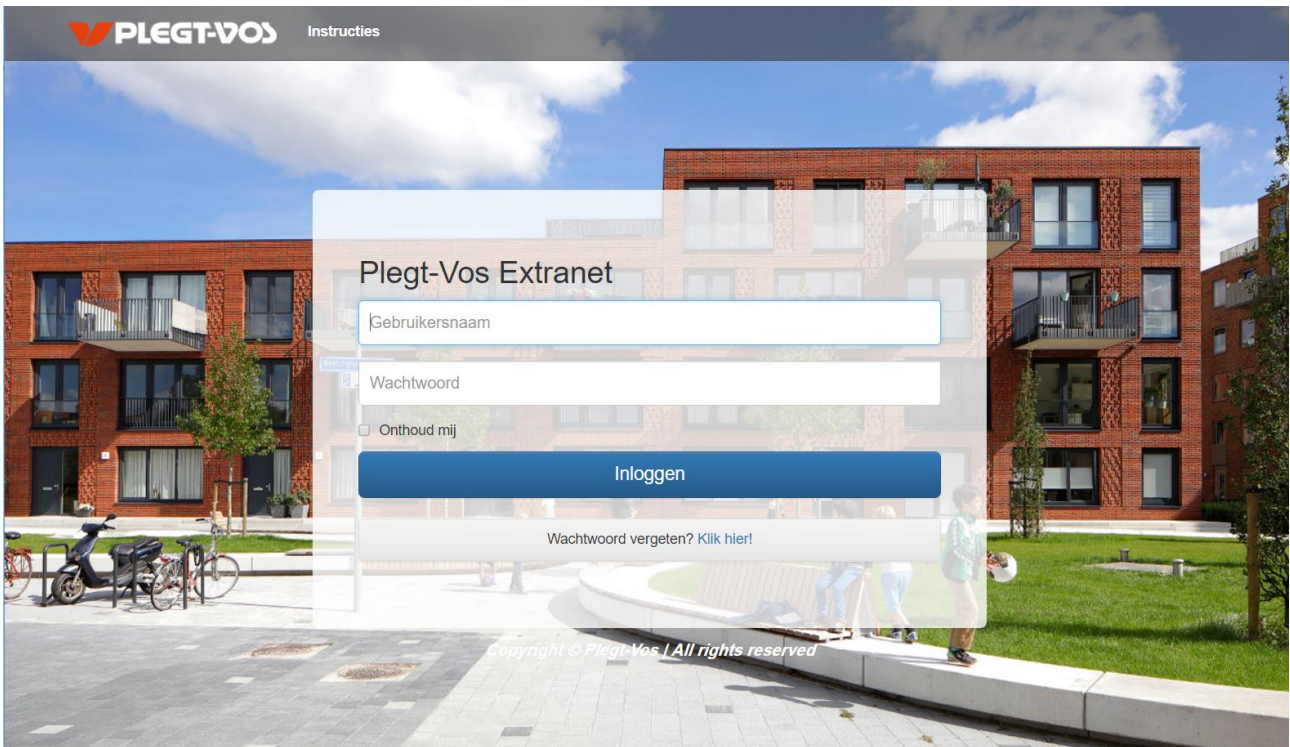 PLEGT-VOS
Instructies
Plegt-Vos Extranet
Gebruikersnaam
Wachtwoord
Onthoud mij
Inloggen
Wachtwoord vergeten? Klik hier!
Copyright © Plegt-Vos | All rights reserved